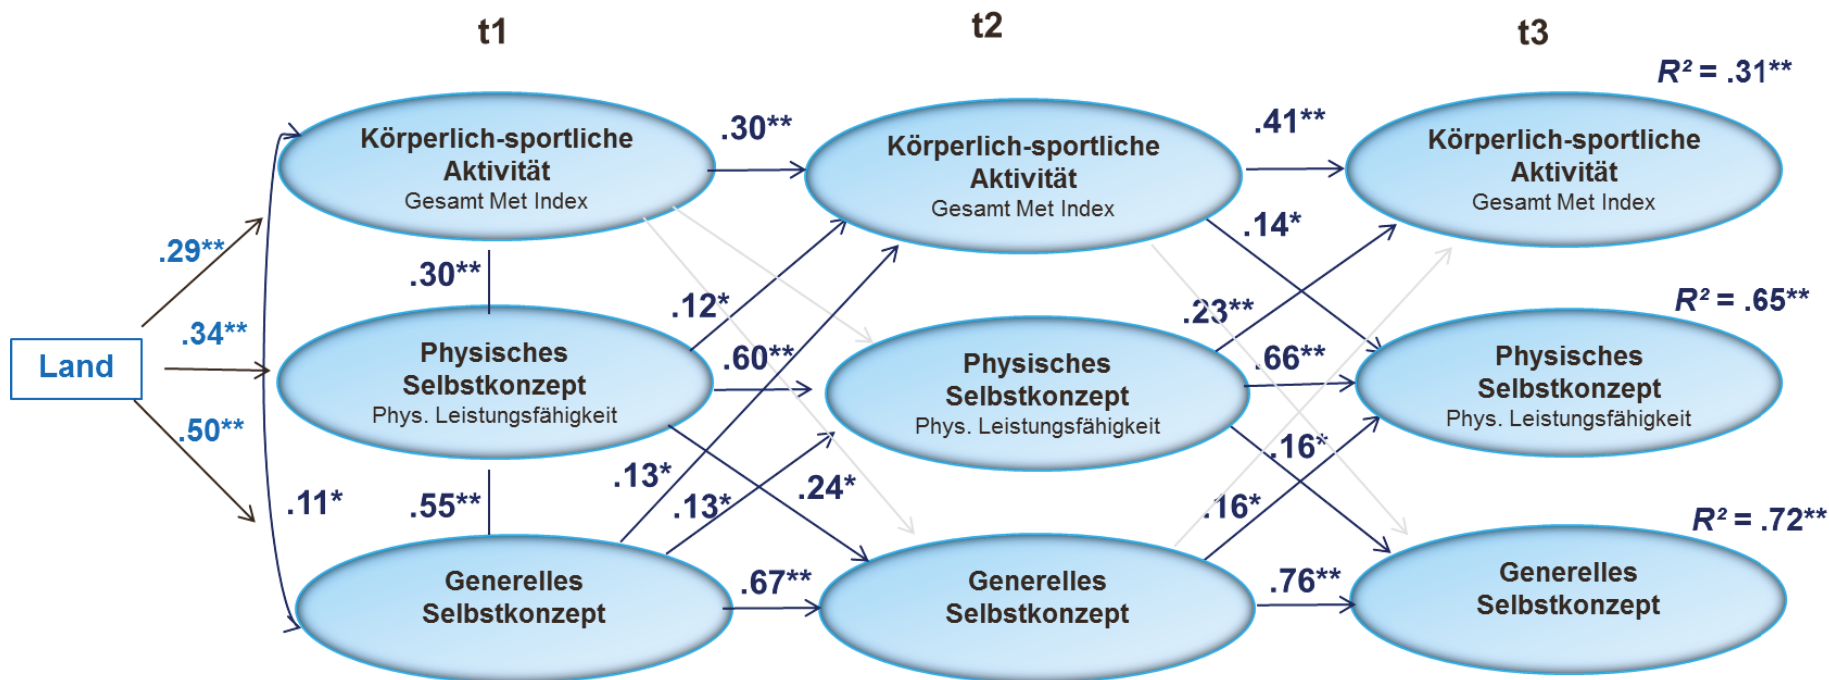 t1
t2
t3
R² = .31**
Körperlich-sportliche
Aktivität
Gesamt Met Index
.30**
Körperlich-sportliche
Aktivität
Gesamt Met Index
.41**
Körperlich-sportliche
Aktivität
Gesamt Met Index
.29**
.30**
.14*
.12*
.23**
R² = .65**
.34**
Land
Physisches
Selbstkonzept
Phys. Leistungsfähigkeit
.60**
Physisches
Selbstkonzept
Phys. Leistungsfähigkeit
.66**
Physisches
Selbstkonzept
Phys. Leistungsfähigkeit
.50**
.11*
.55**
.13*
.13*
.24*
.16*
.16*
R² = .72**
Generelles
Selbstkonzept
.67**
Generelles
Selbstkonzept
.76**
Generelles
Selbstkonzept